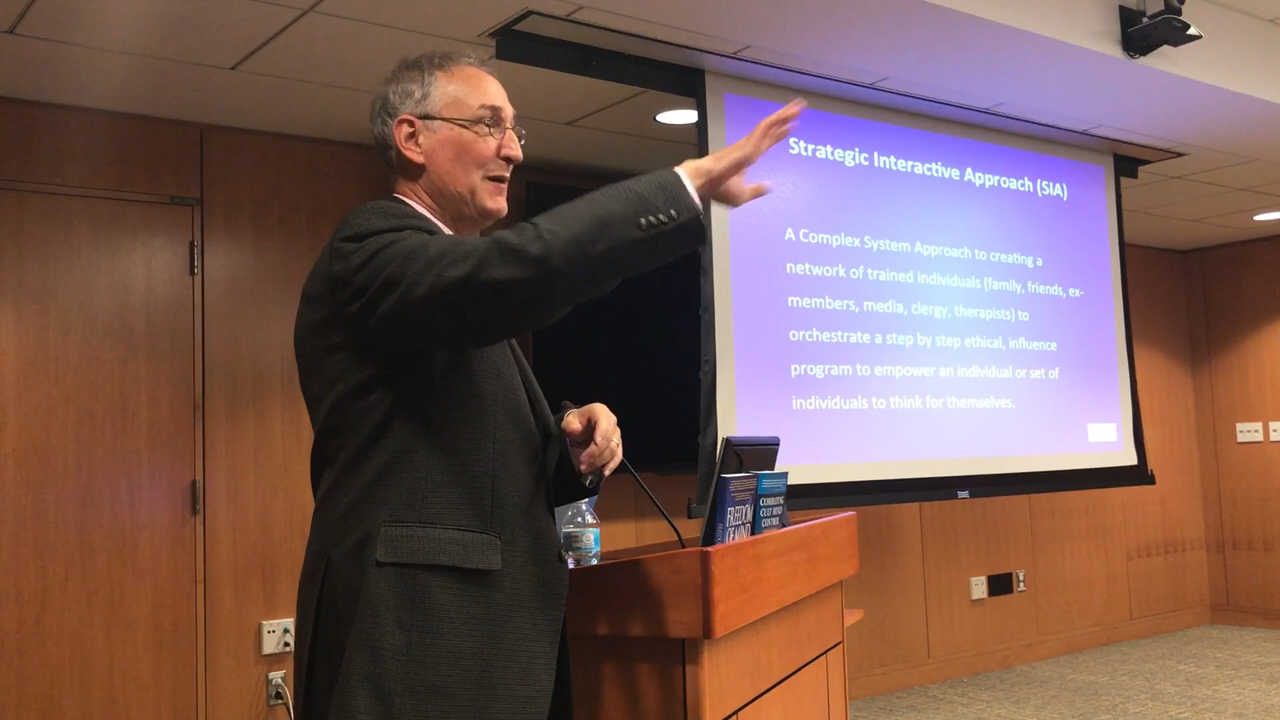 Strategic Interactive Approach (SIA)
A Complex System Approach to creating a
network of trained individuals (family, friends, ex-
members, media, clergy, therapists) to
orchestrate a step by step ethical, influence
program to empower an individual or set of
individuals to think for themselves.
FREEDOM
OF MIND
COMBATING
CULT MIND
CONTROL